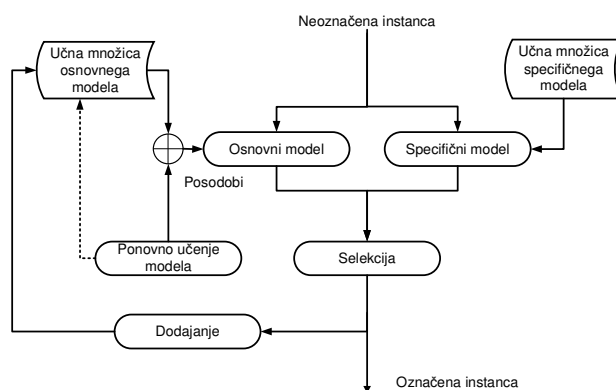 Neoznačena instanca
Učna množica
osnovnega
modela
Učna množica
specifičnega
modela
Osnovni model
Specifični model
Posodobi
Ponovno učenje
modela
Selekcija
Dodajanje
Označena instanca